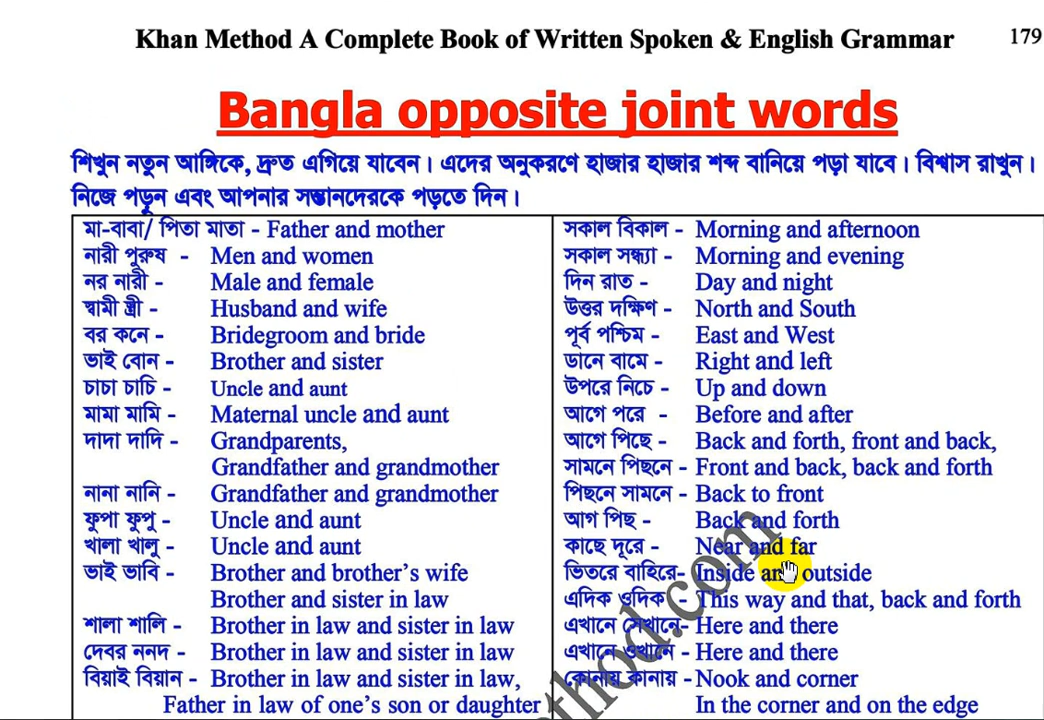 Khan Method A Complete Book of Written Spoken & English Grammar 179
Bangla opposite joint words
শিখুন নতুন আঙ্গিকে, দ্রুত এগিয়ে যাবেন। এদের অনুকরণে হাজার হাজার শব্দ বানিয়ে পড়া যাবে। বিশ্বাস রাখুন।
নিজে পড়ুন এবং আপনার সন্তানদেরকে পড়তে দিন।
মা-বাবা/ পিতা মাতা - Father and mother
নারী পুরুষ - Men and women
নর নারী - Male and female
স্বামী স্ত্রী - Husband and wife
বর কনে - Bridegroom and bride
ভাই বোন - Brother and sister
চাচা চাচি - Uncle and aunt
মামা মামি - Maternal uncle and aunt
দাদা দাদি - Grandparents,
Grandfather and grandmother
নানা নানি - Grandfather and grandmother
ফুপা ফুপু - Uncle and aunt
খালা খালু - Uncle and aunt
ভাই ভাবি - Brother and brother's wife
Brother and sister in law
শালা শালি - Brother in law and sister in law
দেবর ননদ - Brother in law and sister in law
বিয়াই বিয়ান - Brother in law and sister in law,
Father in law of one's son or daughter
সকাল বিকাল - Morning and afternoon
সকাল সন্ধ্যা - Morning and evening
দিন রাত - Day and night
উত্তর দক্ষিণ - North and South
পূর্ব পশ্চিম - East and West
ডানে বামে - Right and left
উপরে নিচে - Up and down
আগে পরে - Before and after
আগে পিছে - Back and forth, front and back,
সামনে পিছনে - Front and back, back and forth
পিছনে সামনে - Back to front
আগ পিছ - Back and forth
কাছে দূরে - Near and far
ভিতরে বাহিরে- Inside and outside
এদিক ওদিক - This way and that, back and forth
এখানে সেখানে- Here and there
এখানে ওখানে - Here and there
কোনায় কানায় - Nook and corner
In the corner and on the edge
thod.com